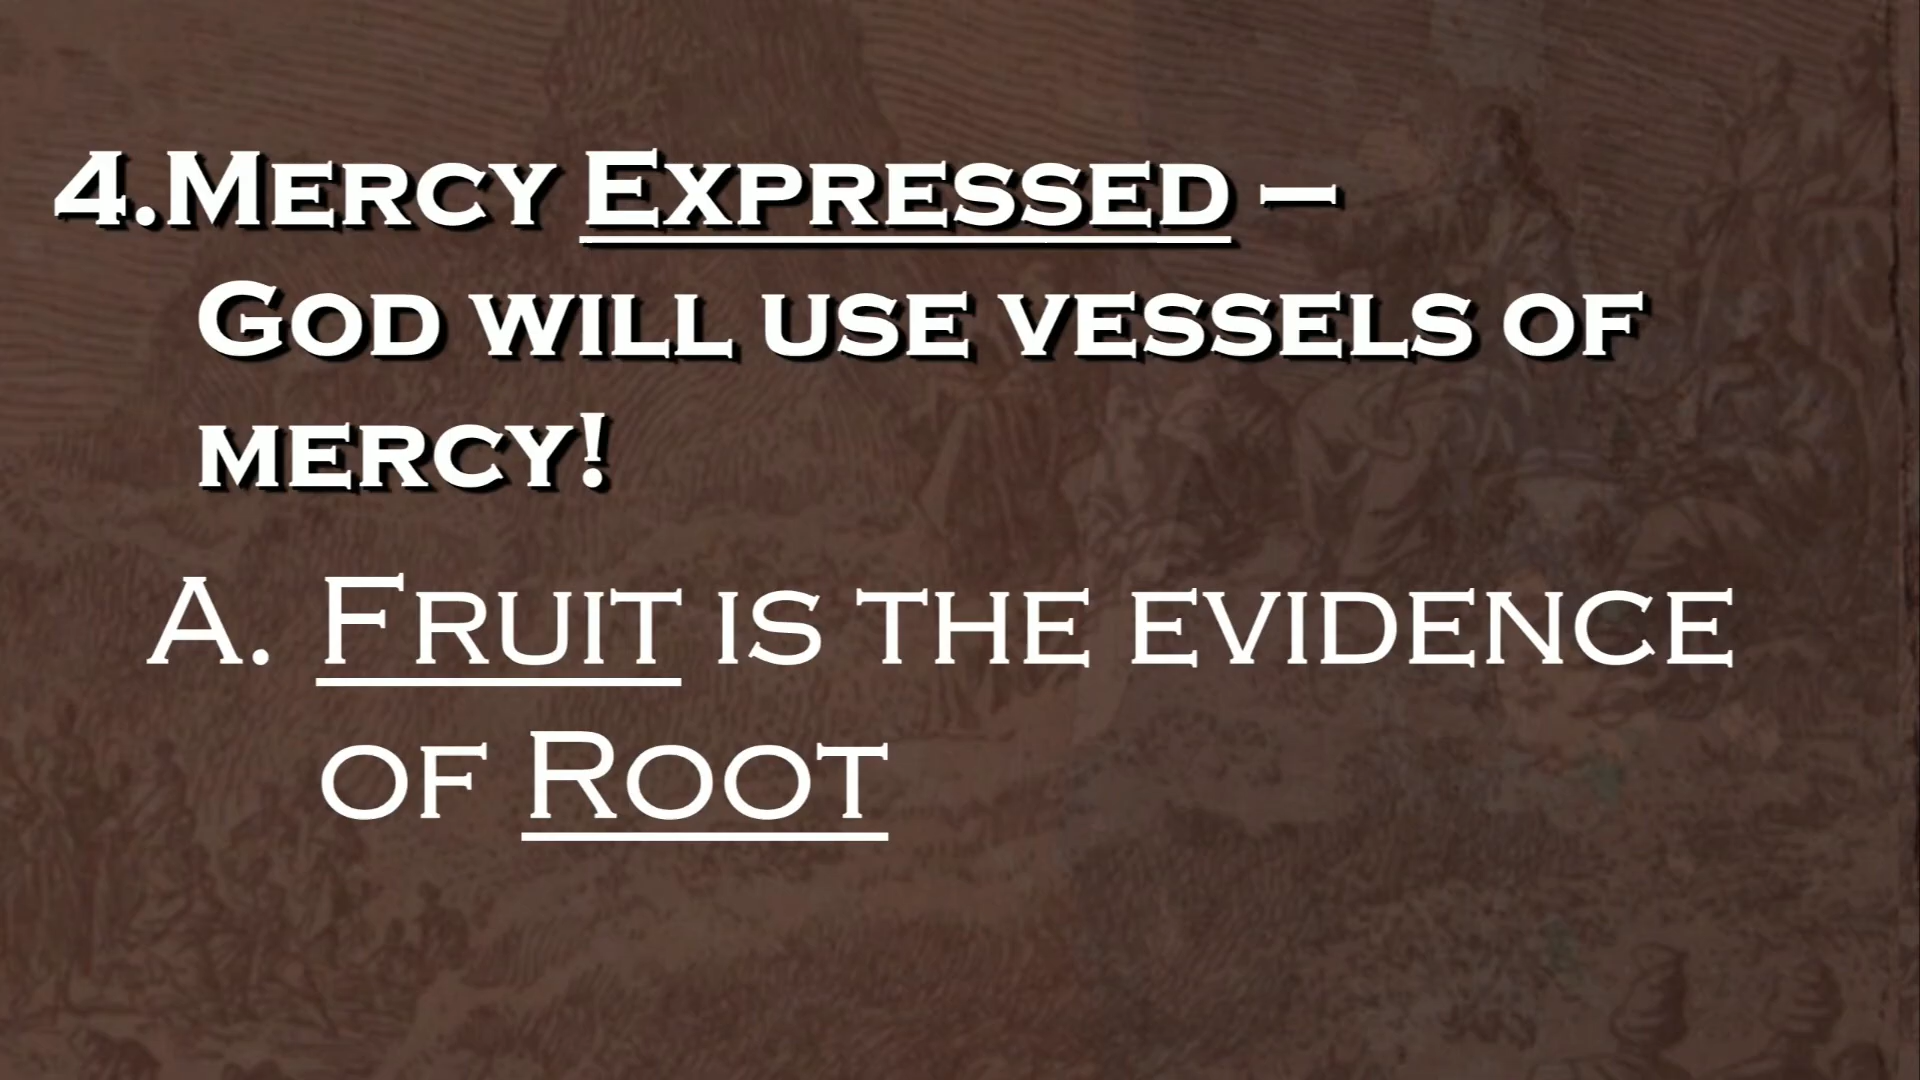 4.Mercy Expressed –
God will use vessels of
mercy!
A. Fruit is the evidence
of Root